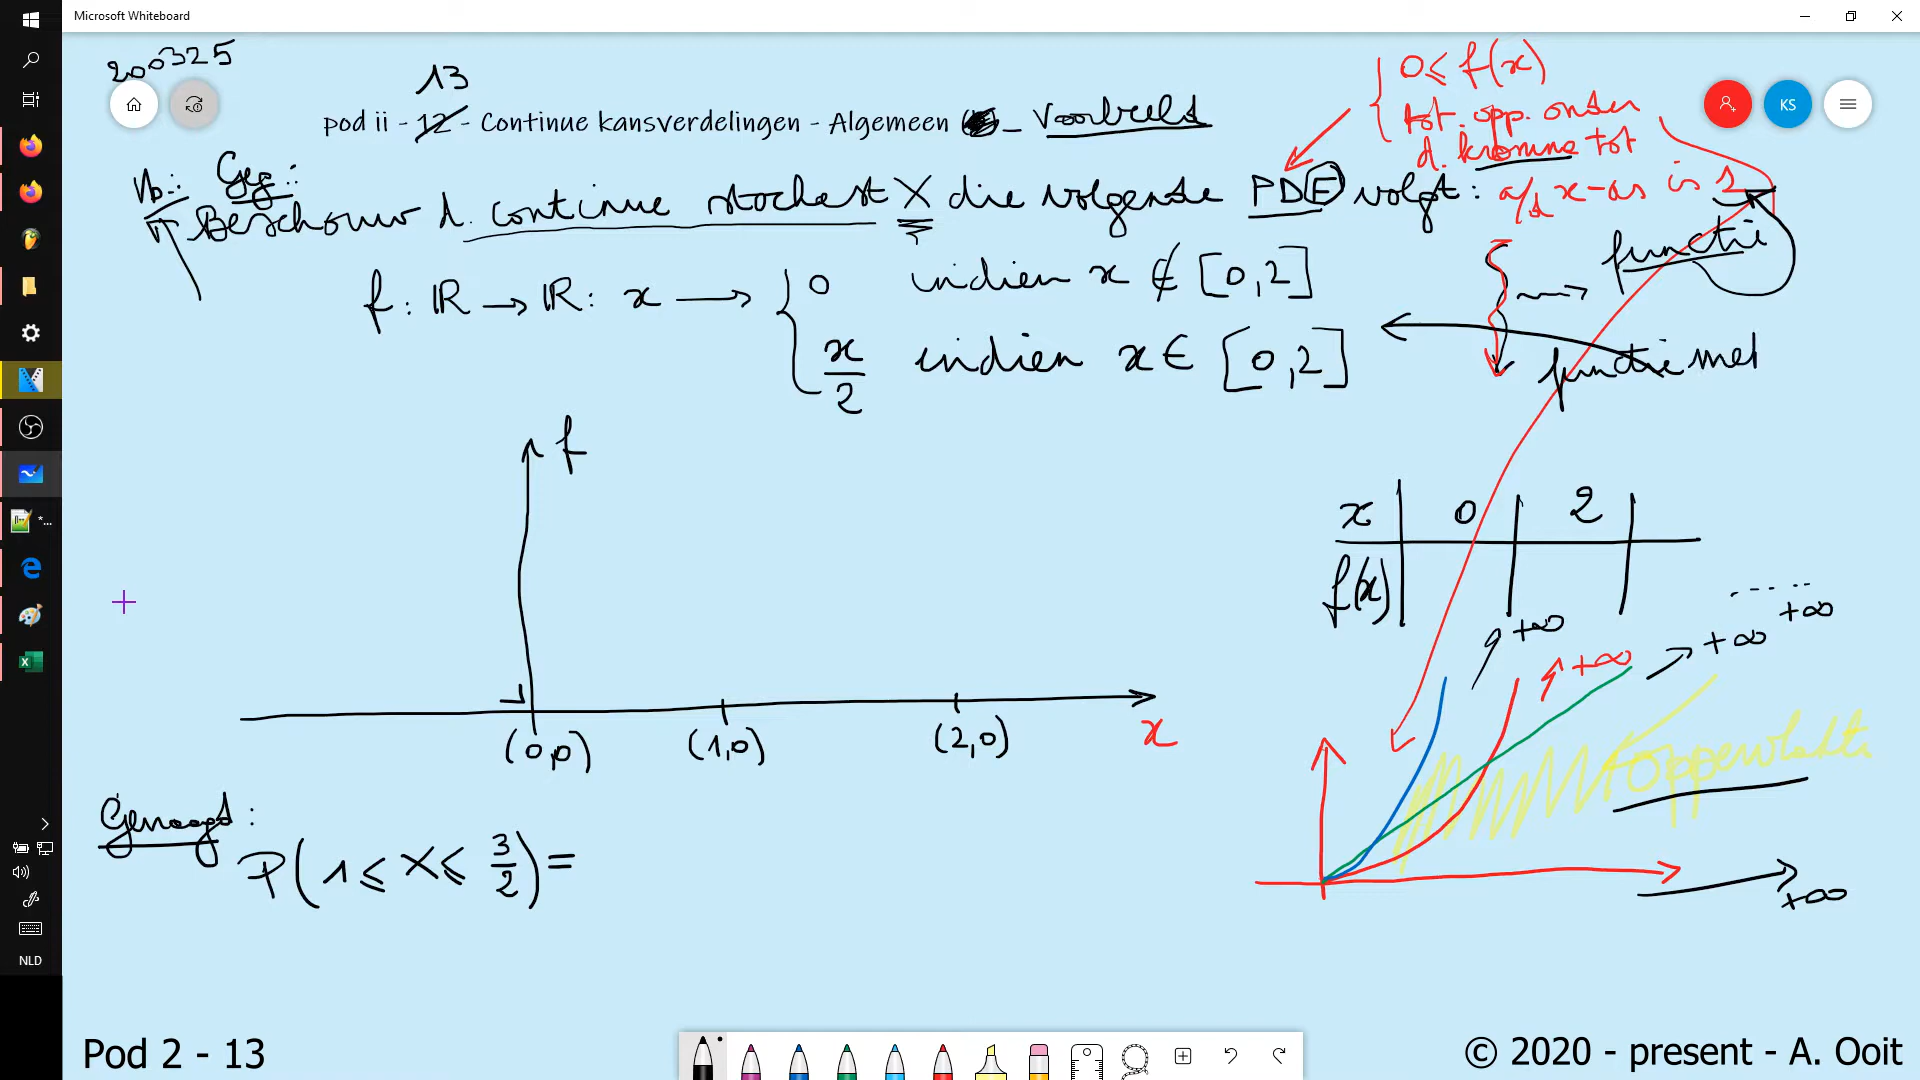 Microsoft Whiteboard
200325
13
pod ii - 12 - Continue kansverdelingen - Algemeen - Voorbeeld
0 ≤ f(x)
tot. opp. onder
d. kromme tot
a/d x-as is 1
KS
Vb.: Geg.:
Beschouw d. continue stochast X die volgende PDF volgt:
f: ℝ → ℝ: x → { 0 indien x ∉ [0,2]
x/2 indien x ∈ [0,2]
functie
functie met
f
x 0 2
f(x)
+∞
+∞
+∞
+∞
(0,0) (1,0) (2,0) x
oppervlakte
+∞
Gevraagd:
P(1 ≤ X ≤ 3/2) =
NLD
Pod 2 - 13
© 2020 - present - A. Ooit